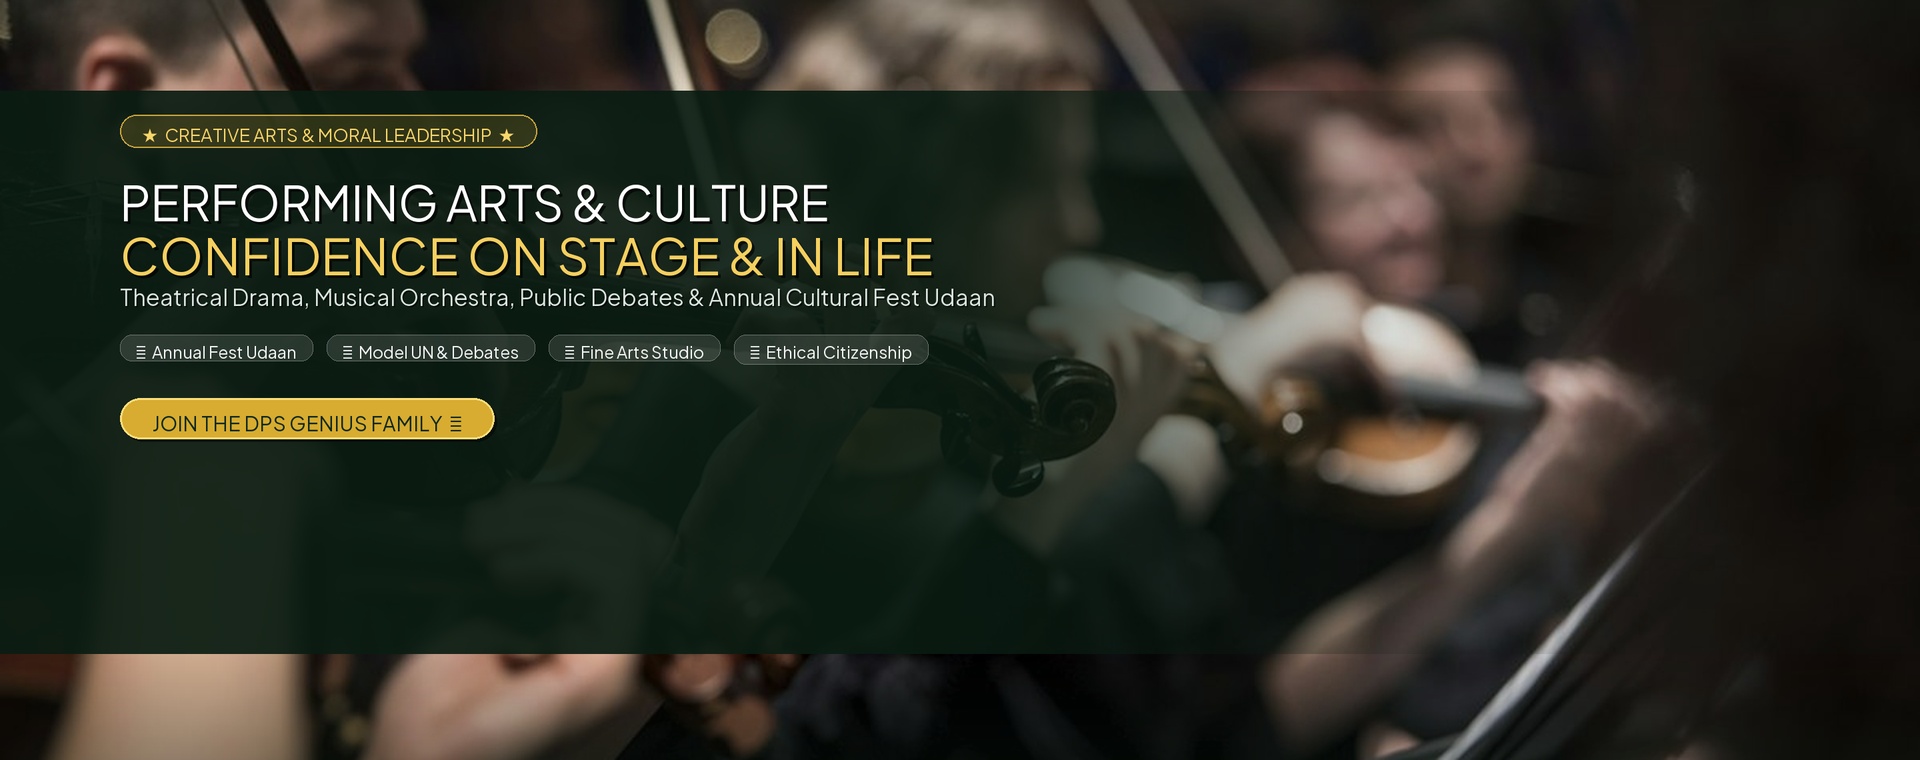 ★ CREATIVE ARTS & MORAL LEADERSHIP ★
PERFORMING ARTS & CULTURE
CONFIDENCE ON STAGE & IN LIFE
Theatrical Drama, Musical Orchestra, Public Debates & Annual Cultural Fest Udaan
Annual Fest Udaan
Model UN & Debates
Fine Arts Studio
Ethical Citizenship
JOIN THE DPS GENIUS FAMILY